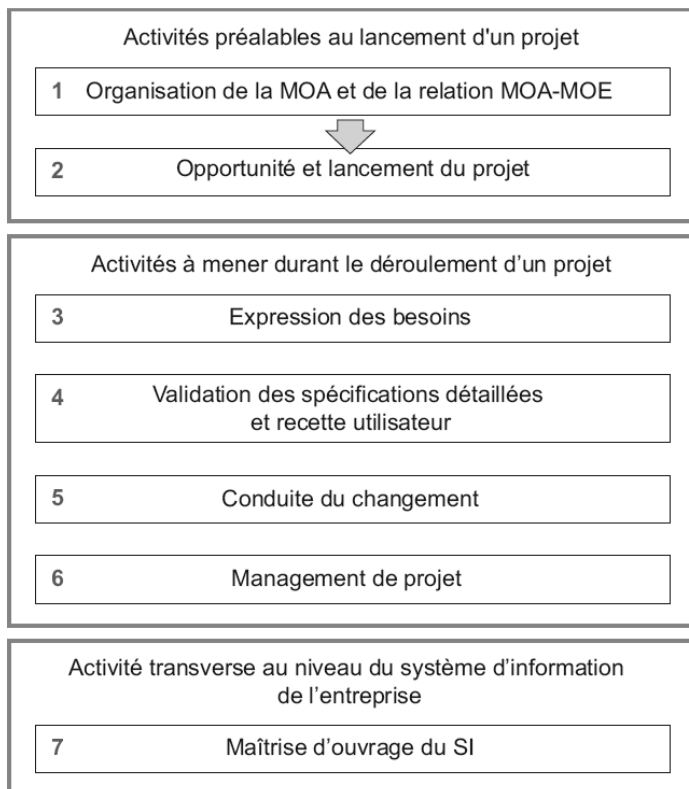 Activités préalables au lancement d'un projet
1 Organisation de la MOA et de la relation MOA-MOE
2 Opportunité et lancement du projet
Activités à mener durant le déroulement d’un projet
3 Expression des besoins
4 Validation des spécifications détaillées
et recette utilisateur
5 Conduite du changement
6 Management de projet
Activité transverse au niveau du système d’information
de l’entreprise
7 Maîtrise d’ouvrage du SI